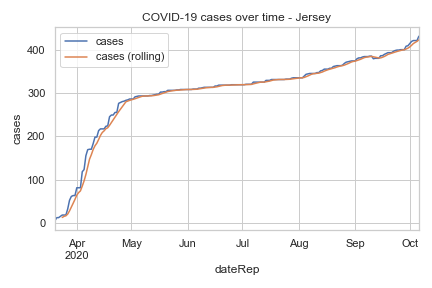 COVID-19 cases over time - Jersey
cases
cases (rolling)
cases
400
300
200
100
0
Apr May Jun Jul Aug Sep Oct
2020
dateRep